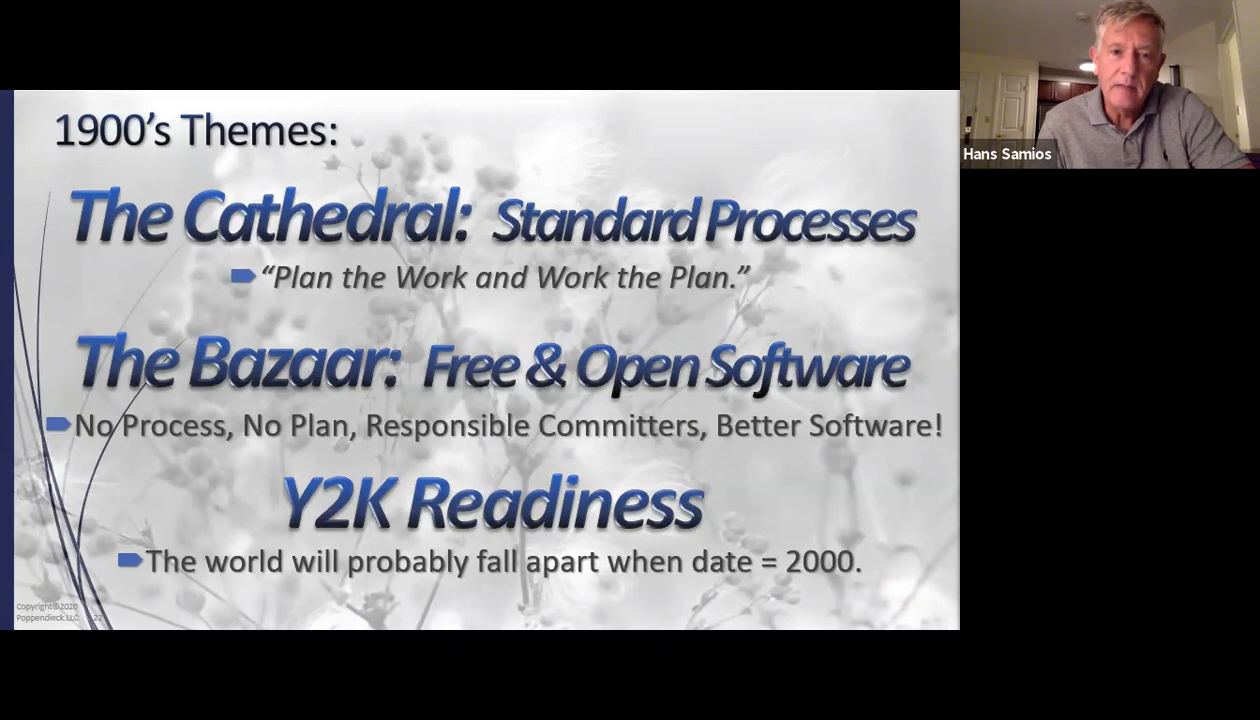 1900’s Themes:
The Cathedral: Standard Processes
“Plan the Work and Work the Plan.”
The Bazaar: Free & Open Software
No Process, No Plan, Responsible Committers, Better Software!
Y2K Readiness
The world will probably fall apart when date = 2000.
Copyright©2020
Poppendieck.LLC 22
Hans Samios